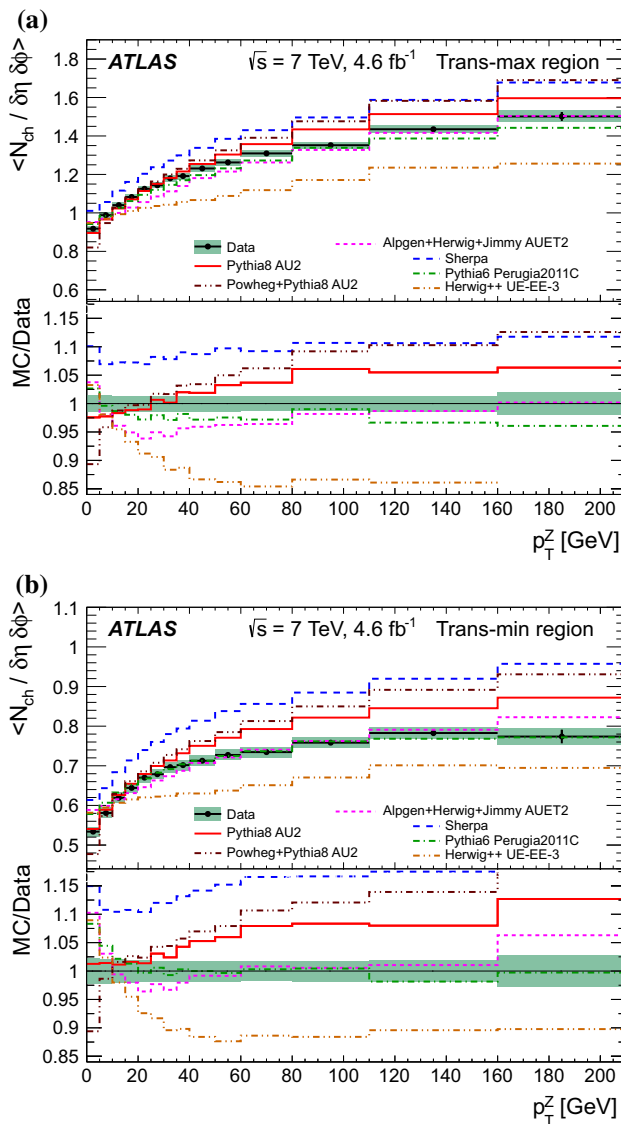 (a)
ATLAS √s = 7 TeV, 4.6 fb⁻¹ Trans-max region
<N_ch / δη δφ>
1.8
1.6
1.4
1.2
1.0
0.8
0.6
Data
Pythia8 AU2
Powheg+Pythia8 AU2
Alpgen+Herwig+Jimmy AUET2
Sherpa
Pythia6 Perugia2011C
Herwig++ UE-EE-3
MC/Data
1.15
1.1
1.05
1
0.95
0.9
0.85
0 20 40 60 80 100 120 140 160 180 200
p_T^Z [GeV]
(b)
ATLAS √s = 7 TeV, 4.6 fb⁻¹ Trans-min region
<N_ch / δη δφ>
1.1
1
0.9
0.8
0.7
0.6
0.5
Data
Pythia8 AU2
Powheg+Pythia8 AU2
Alpgen+Herwig+Jimmy AUET2
Sherpa
Pythia6 Perugia2011C
Herwig++ UE-EE-3
MC/Data
1.15
1.1
1.05
1
0.95
0.9
0.85
0 20 40 60 80 100 120 140 160 180 200
p_T^Z [GeV]